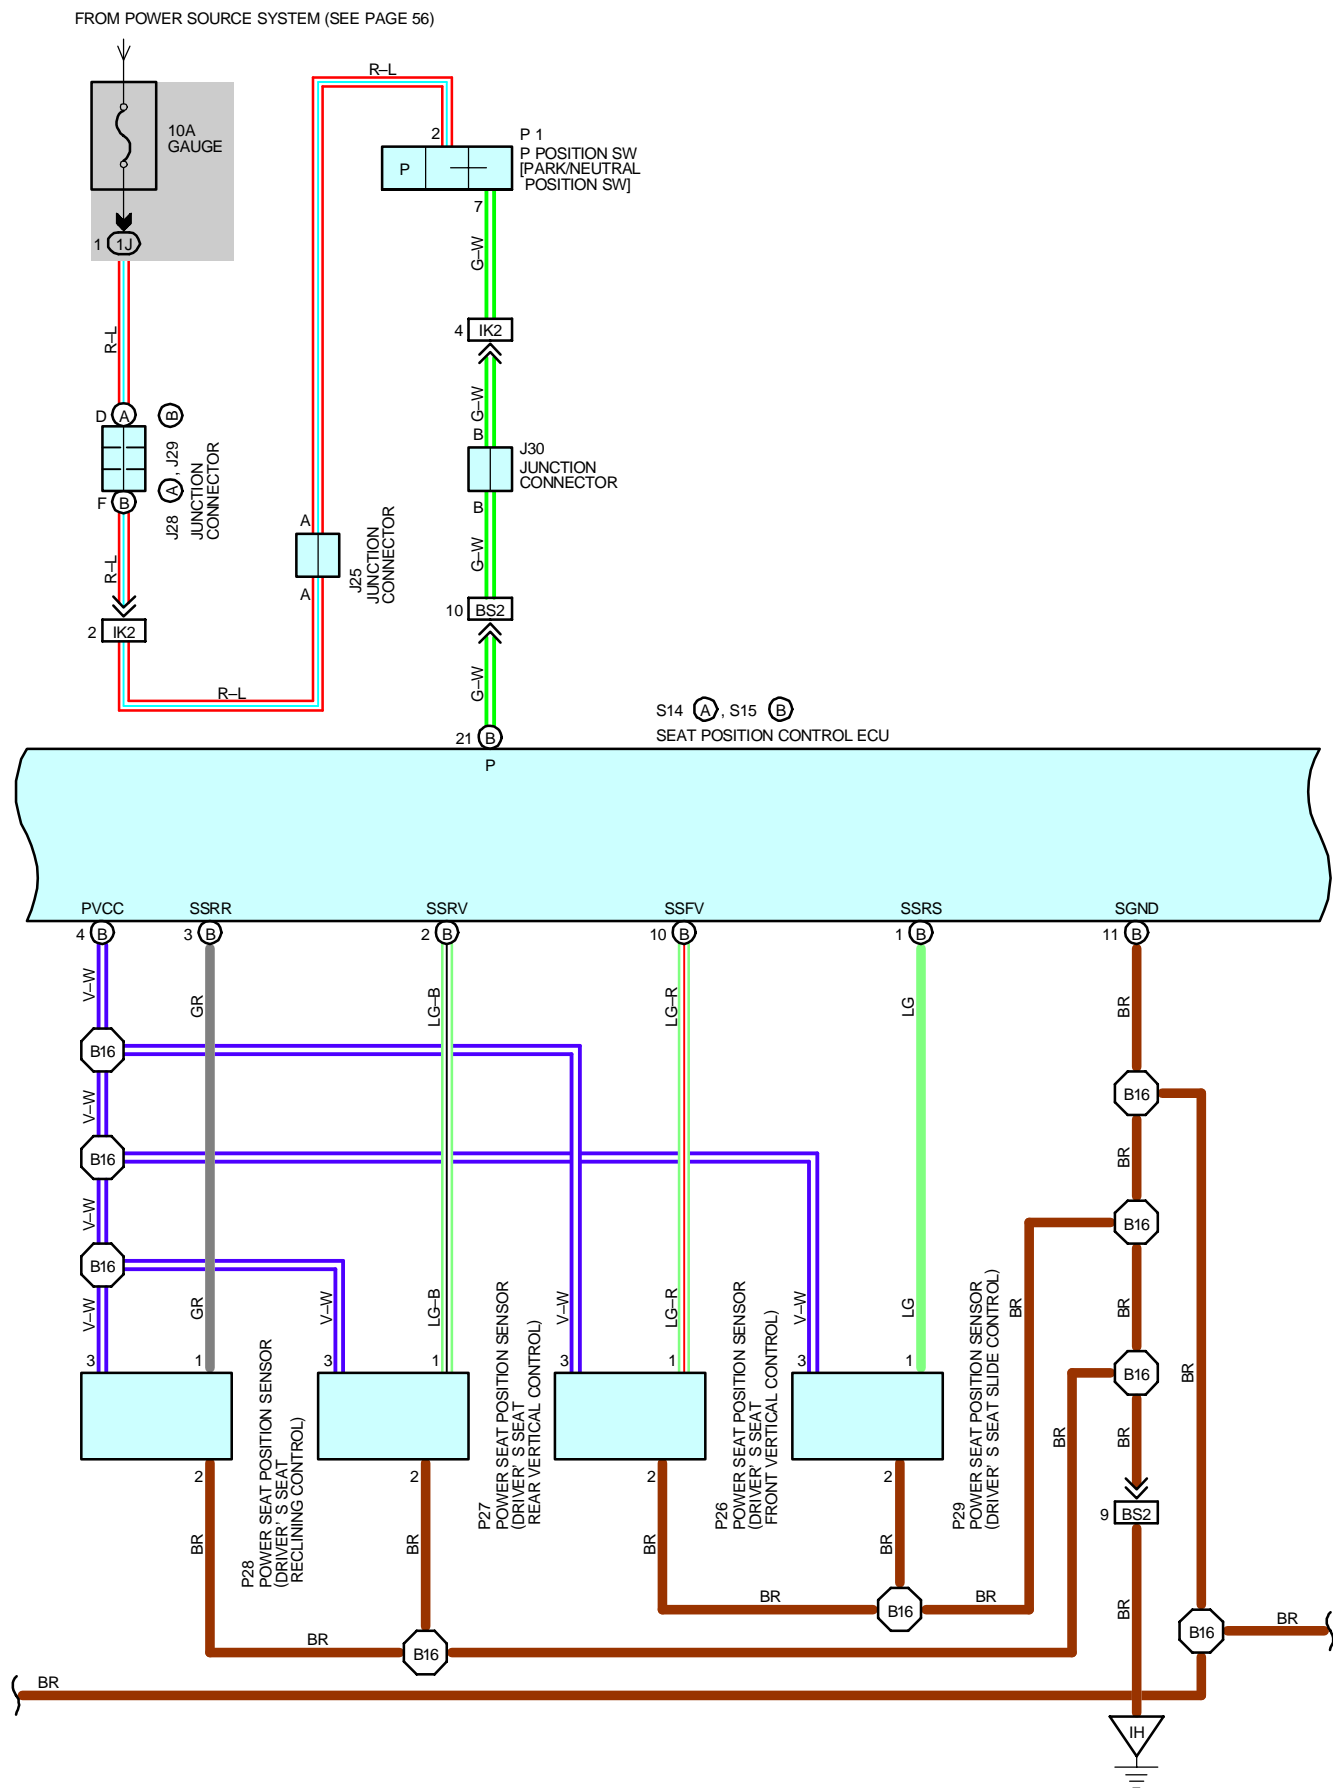 FROM POWER SOURCE SYSTEM (SEE PAGE 56)
10A
GAUGE
1 1J
R–L
D A B
J28 A , J29
JUNCTION
CONNECTOR
F B
R–L
2 IK2
R–L
A
J25
JUNCTION
CONNECTOR
A
R–L
2
P
P 1
P POSITION SW
[PARK/NEUTRAL
POSITION SW]
7
G–W
4 IK2
G–W
B
J30
JUNCTION
CONNECTOR
B
G–W
10 BS2
G–W
21 B
P
S14 A , S15 B
SEAT POSITION CONTROL ECU
PVCC SSRR SSRV SSFV SSRS SGND
4 B 3 B 2 B 10 B 1 B 11 B
V–W GR LG–B LG–R LG BR
B16
B16
V–W
BR
B16
B16
V–W
B16
BR
V–W GR V–W LG–B V–W LG–R V–W LG BR
B16
BR
BR
BR
3 1 3 1 3 1 3 1
P28
POWER SEAT POSITION SENSOR
(DRIVER' S SEAT
RECLINING CONTROL)
P27
POWER SEAT POSITION SENSOR
(DRIVER' S SEAT
REAR VERTICAL CONTROL)
P26
POWER SEAT POSITION SENSOR
(DRIVER' S SEAT
FRONT VERTICAL CONTROL)
P29
POWER SEAT POSITION SENSOR
(DRIVER' S SEAT SLIDE CONTROL)
2 2 2 2
9 BS2
BR BR BR BR
BR BR BR
B16
BR
B16
B16
BR
BR
IH